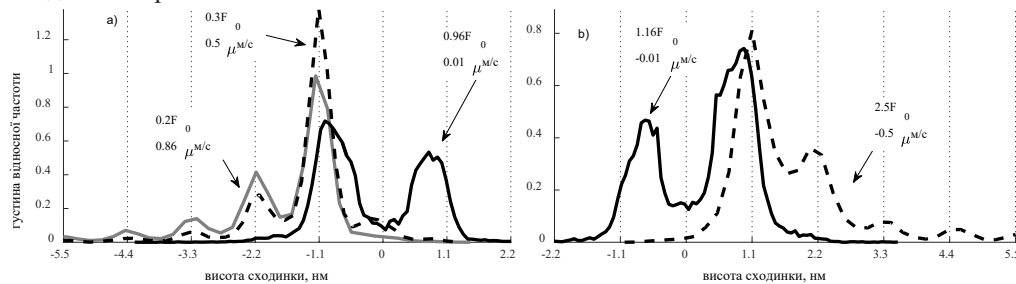 a)
густина відносної частоти
1.2
1
0.8
0.6
0.4
0.2
0
-5.5 -4.4 -3.3 -2.2 -1.1 0 1.1 2.2
висота сходинки, нм
0.3F0
0.5 μм/с
0.96F0
0.01 μм/с
0.2F0
0.86 μм/с
b)
0.8
0.6
0.4
0.2
0
-2.2 -1.1 0 1.1 2.2 3.3 4.4 5.5
висота сходинки, нм
1.16F0
-0.01 μм/с
2.5F0
-0.5 μм/с